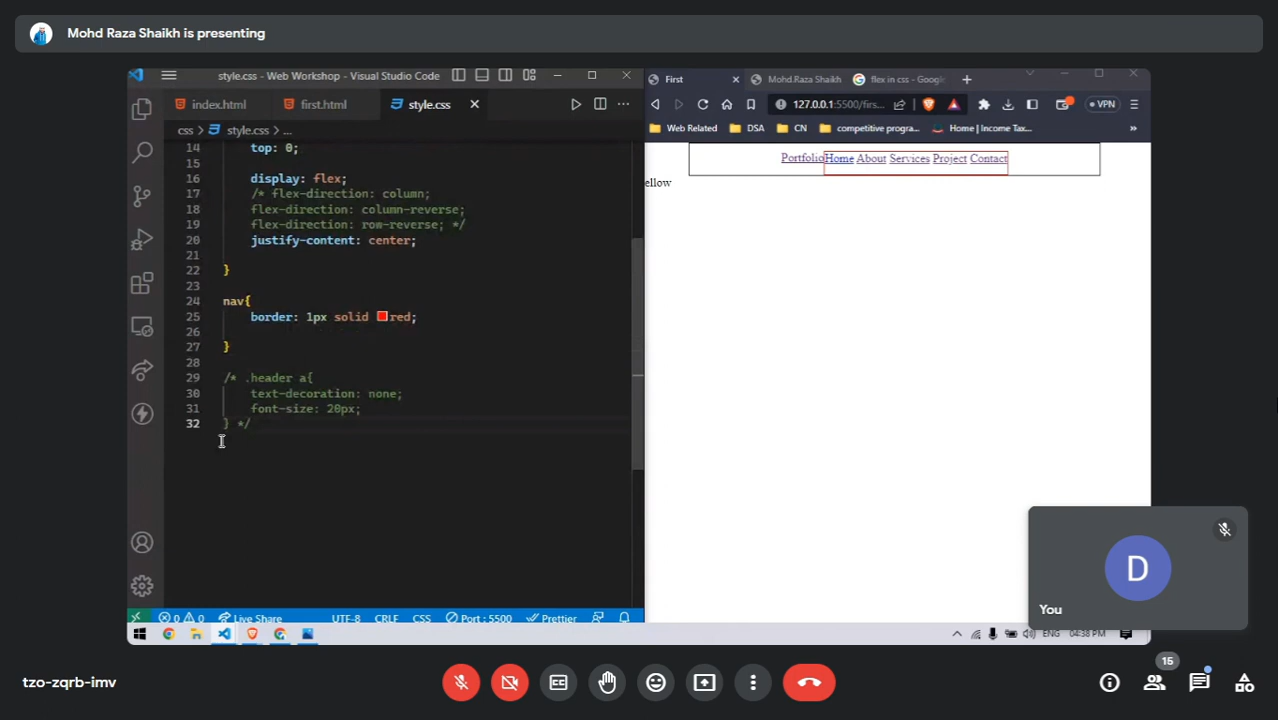 Mohd Raza Shaikh is presenting
style.css - Web Workshop - Visual Studio Code
index.html
first.html
style.css
css > style.css > ...
14 top: 0;
15
16 display: flex;
17 /* flex-direction: column;
18 flex-direction: column-reverse;
19 flex-direction: row-reverse; */
20 justify-content: center;
21
22 }
23
24 nav{
25 border: 1px solid red;
26
27 }
28
29 /* .header a{
30 text-decoration: none;
31 font-size: 20px;
32 } */
0 0 Live Share UTF-8 CRLF CSS Port : 5500 Prettier
First
Mohd.Raza Shaikh
flex in css - Google
127.0.0.1:5500/firs...
VPN
Web Related DSA CN competitive progra... Home | Income Tax... »
Portfolio Home About Services Project Contact
ellow
D
You
ENG 04:38 PM
tzo-zqrb-imv
CC
15